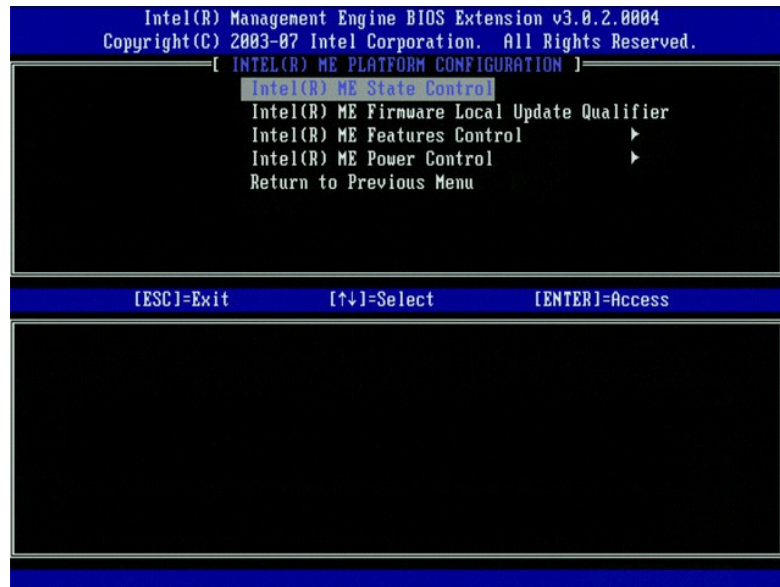 Intel(R) Management Engine BIOS Extension v3.0.2.0004
Copyright(C) 2003-07 Intel Corporation. All Rights Reserved.
[ INTEL(R) ME PLATFORM CONFIGURATION ]
Intel(R) ME State Control
Intel(R) ME Firmware Local Update Qualifier
Intel(R) ME Features Control ►
Intel(R) ME Power Control ►
Return to Previous Menu
[ESC]=Exit [↑↓]=Select [ENTER]=Access